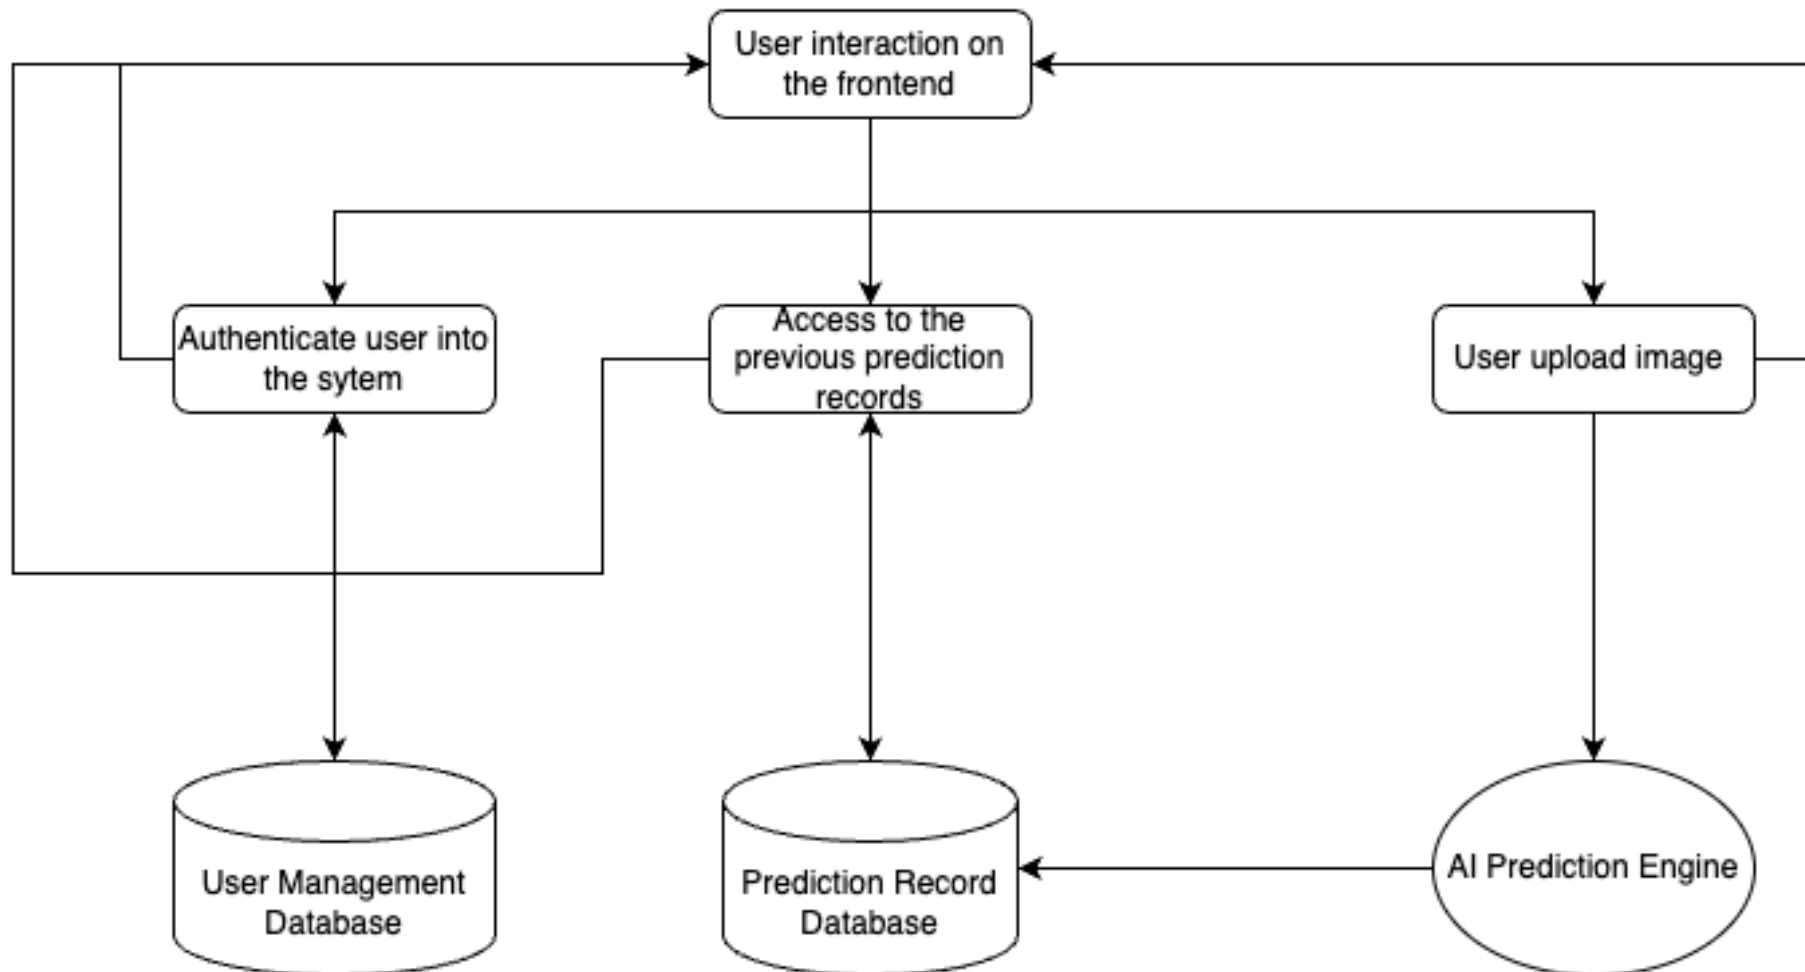 User interaction on
the frontend
Authenticate user into
the sytem
Access to the
previous prediction
records
User upload image
User Management
Database
Prediction Record
Database
AI Prediction Engine